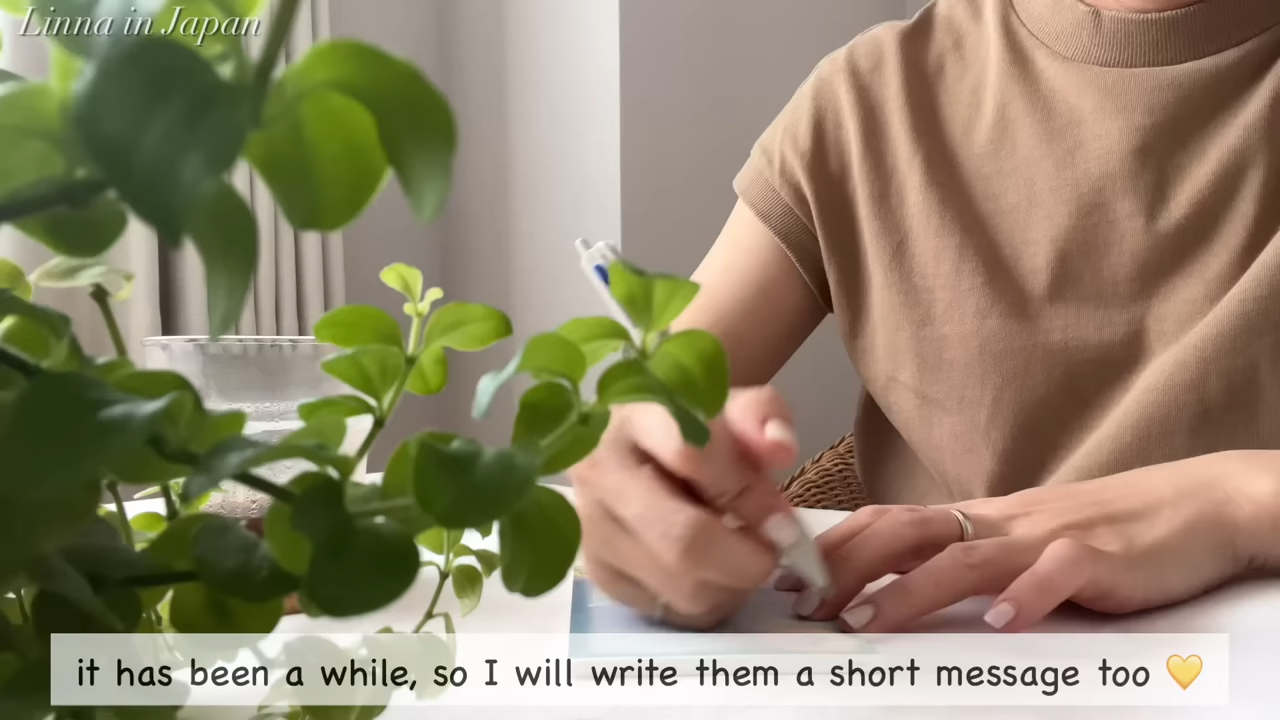 Linna in Japan
it has been a while, so I will write them a short message too 💛